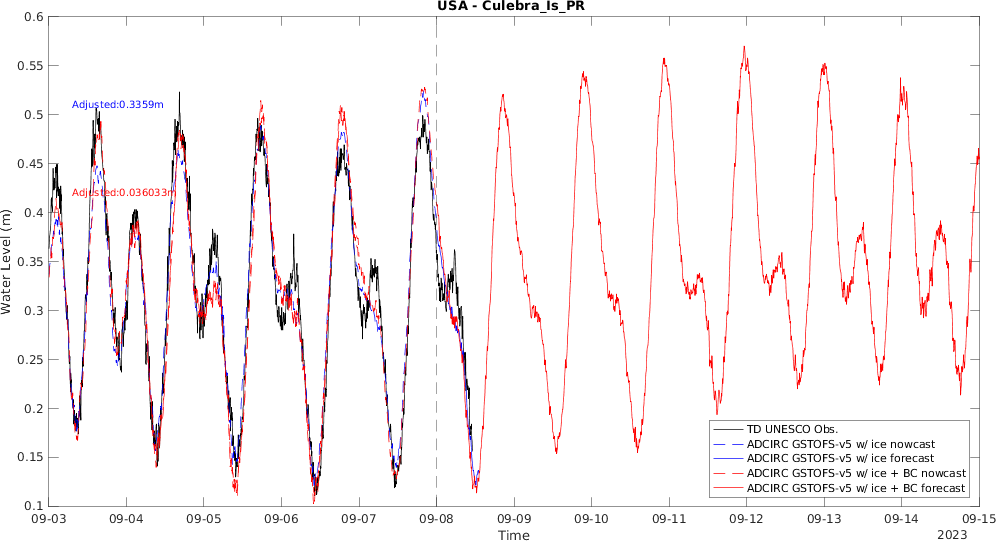 USA - Culebra_Is_PR
0.6
0.55
0.5
0.45
0.4
0.35
0.3
0.25
0.2
0.15
0.1
Water Level (m)
Adjusted:0.3359m
Adjusted:0.036033m
TD UNESCO Obs.
ADCIRC GSTOFS-v5 w/ ice nowcast
ADCIRC GSTOFS-v5 w/ ice forecast
ADCIRC GSTOFS-v5 w/ ice + BC nowcast
ADCIRC GSTOFS-v5 w/ ice + BC forecast
09-03 09-04 09-05 09-06 09-07 09-08 09-09 09-10 09-11 09-12 09-13 09-14 09-15
Time
2023